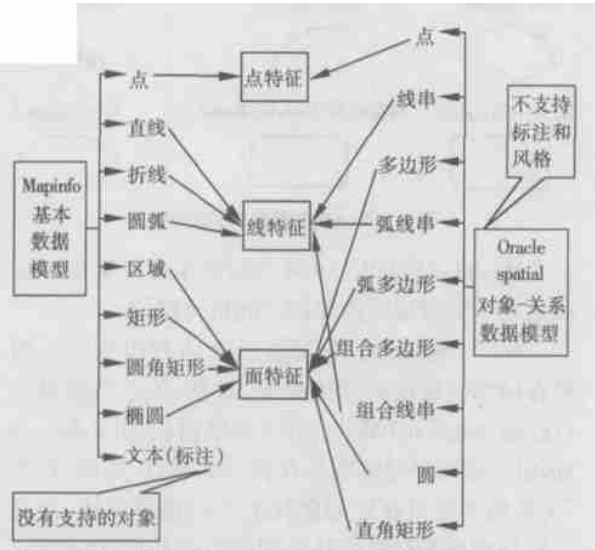 点
点特征
点
直线
线串
不支持
标注和
风格
折线
多边形
Mapinfo
基本
数据
模型
圆弧
线特征
弧线串
Oracle
spatial
对象-关系
数据模型
区域
弧多边形
矩形
组合多边形
圆角矩形
面特征
椭圆
组合线串
文本(标注)
圆
没有支持的对象
直角矩形